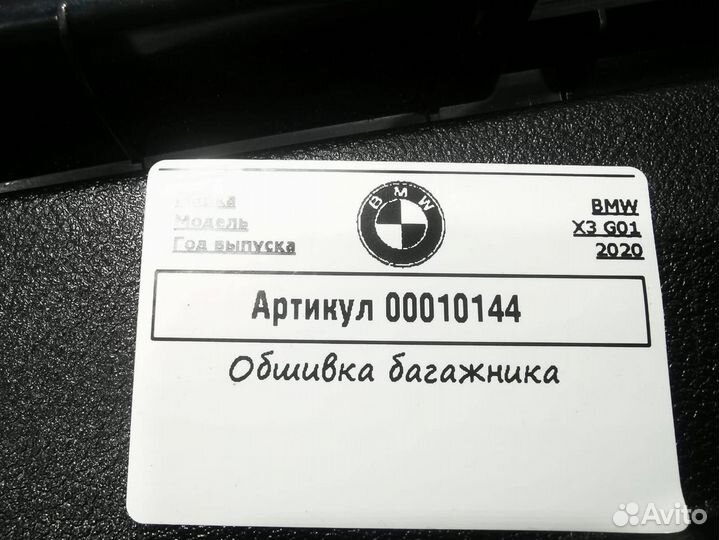 Марка BMW
Модель X3 G01
Год выпуска 2020
BMW
Артикул 00010144
Обшивка багажника
Avito